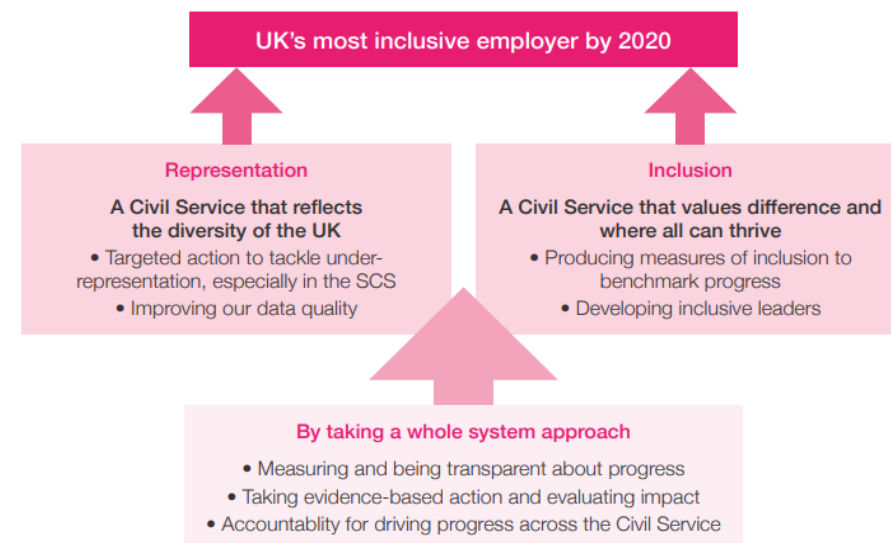 UK's most inclusive employer by 2020
Representation
A Civil Service that reflects
the diversity of the UK
• Targeted action to tackle under-
representation, especially in the SCS
• Improving our data quality
Inclusion
A Civil Service that values difference and
where all can thrive
• Producing measures of inclusion to
benchmark progress
• Developing inclusive leaders
By taking a whole system approach
• Measuring and being transparent about progress
• Taking evidence-based action and evaluating impact
• Accountablity for driving progress across the Civil Service